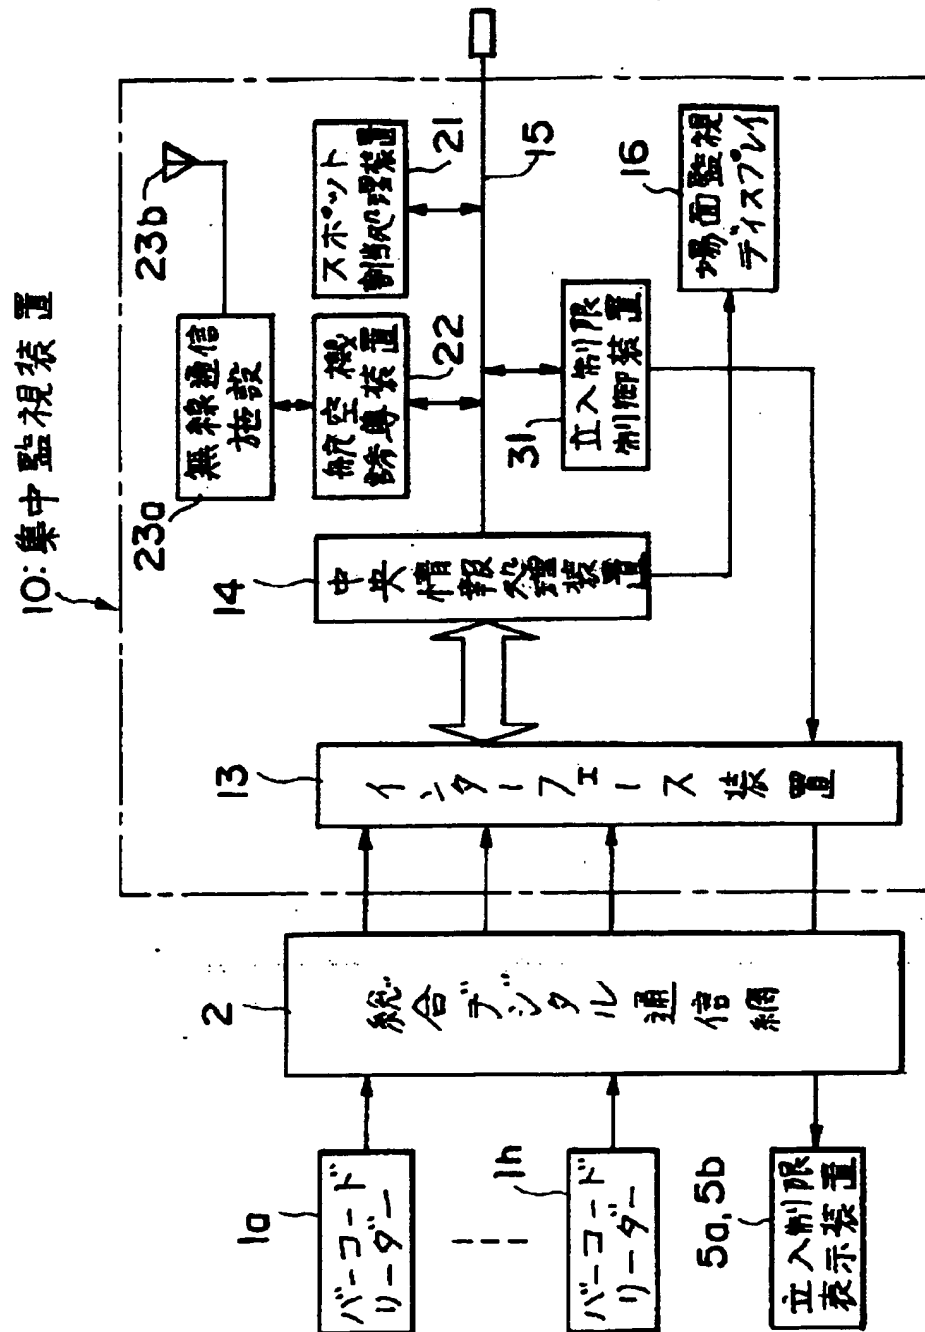 10:集中監視装置
23a
無線通信
施設
23b
22
航空機
誘導装置
21
スポット
割当処理装置
14
中央情報処理装置
15
31
立入制限
制御装置
16
場面監視
ディスプレイ
13
インターフェース装置
2
総合デジタル通信網
1a
バーコード
リーダー
1h
バーコード
リーダー
5a,5b
立入制限
表示装置